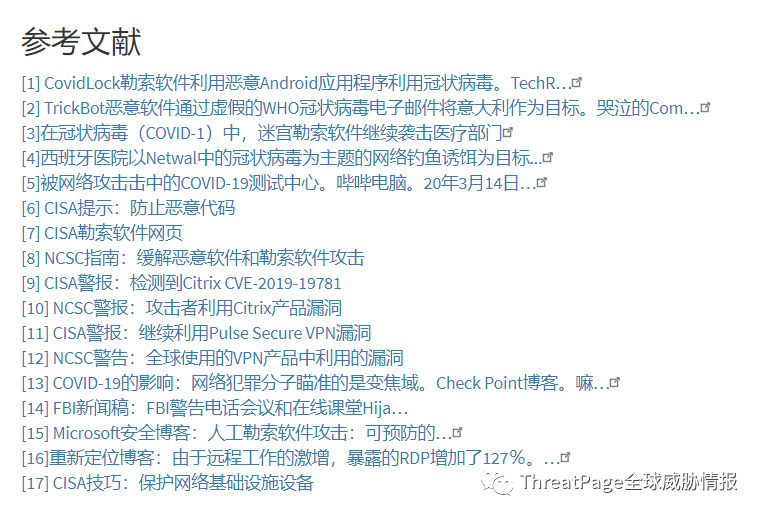 参考文献
[1] CovidLock勒索软件利用恶意Android应用程序利用冠状病毒。TechR…
[2] TrickBot恶意软件通过虚假的WHO冠状病毒电子邮件将意大利作为目标。哭泣的Com…
[3]在冠状病毒（COVID-1）中，迷宫勒索软件继续袭击医疗部门
[4]西班牙医院以Netwal中的冠状病毒为主题的网络钓鱼诱饵为目标...
[5]被网络攻击击中的COVID-19测试中心。哔哔电脑。20年3月14日…
[6] CISA提示：防止恶意代码
[7] CISA勒索软件网页
[8] NCSC指南：缓解恶意软件和勒索软件攻击
[9] CISA警报：检测到Citrix CVE-2019-19781
[10] NCSC警报：攻击者利用Citrix产品漏洞
[11] CISA警报：继续利用Pulse Secure VPN漏洞
[12] NCSC警告：全球使用的VPN产品中利用的漏洞
[13] COVID-19的影响：网络犯罪分子瞄准的是变焦域。Check Point博客。嘛…
[14] FBI新闻稿：FBI警告电话会议和在线课堂Hija…
[15] Microsoft安全博客：人工勒索软件攻击：可预防的…
[16]重新定位博客：由于远程工作的激增，暴露的RDP增加了127％。…
[17] CISA技巧：保护网络基础设施设备
ThreatPage全球威胁情报